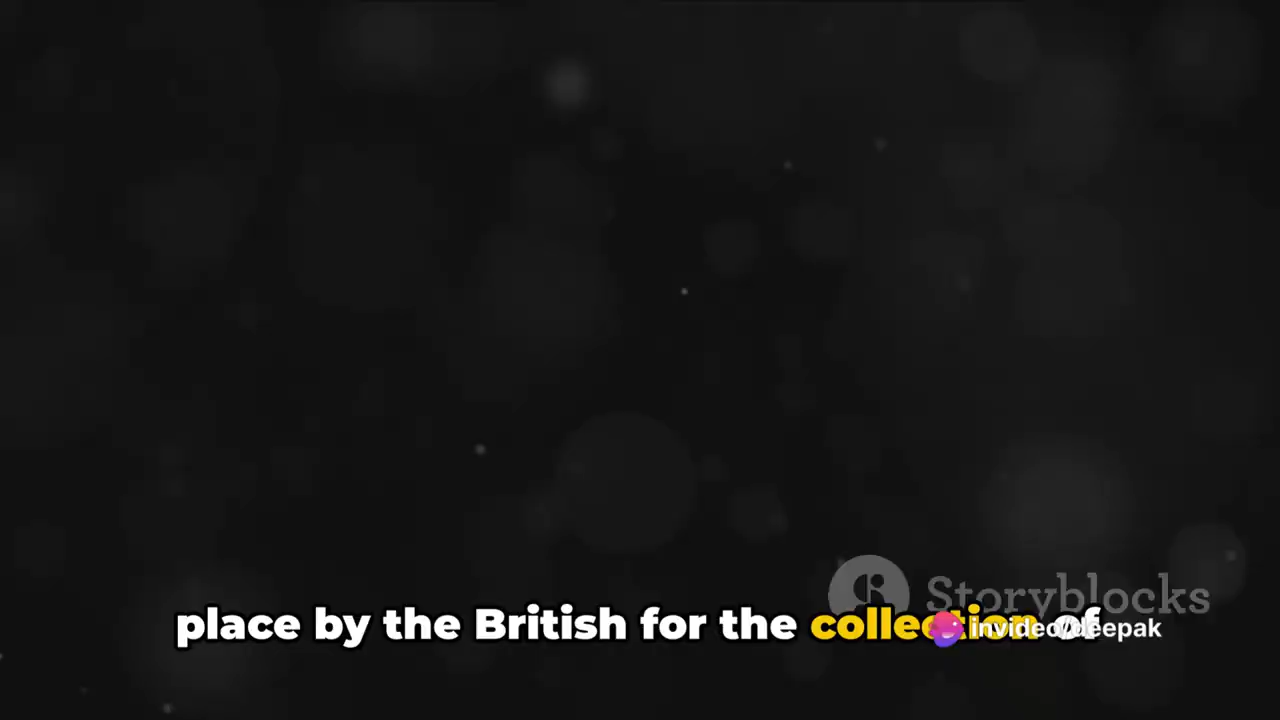 Storyblocks
place by the British for the collection of
invideo/deepak